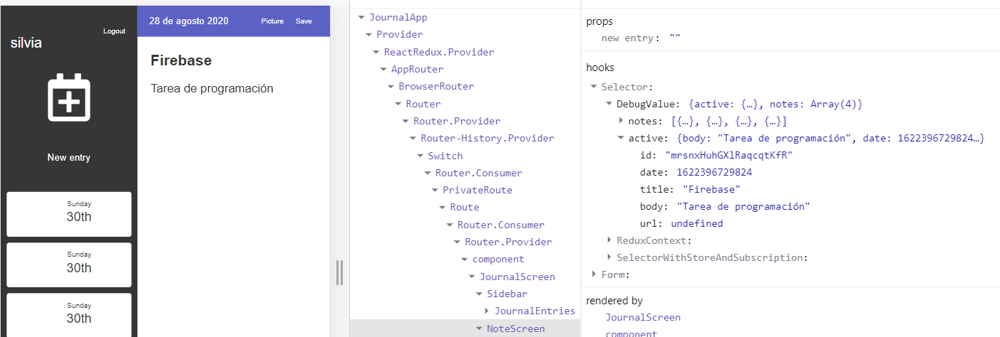 Logout
silvia
New entry
Sunday
30th
Sunday
30th
Sunday
30th
28 de agosto 2020 Picture Save
Firebase
Tarea de programación
JournalApp
Provider
ReactRedux.Provider
AppRouter
BrowserRouter
Router
Router.Provider
Router-History.Provider
Switch
Router.Consumer
PrivateRoute
Route
Router.Consumer
Router.Provider
component
JournalScreen
Sidebar
JournalEntries
NoteScreen
props
new entry: ""
hooks
Selector:
DebugValue: {active: {…}, notes: Array(4)}
notes: [{…}, {…}, {…}, {…}]
active: {body: "Tarea de programación", date: 1622396729824…}
id: "mrsnxHuhGXlRaqcqtKfR"
date: 1622396729824
title: "Firebase"
body: "Tarea de programación"
url: undefined
ReduxContext:
SelectorWithStoreAndSubscription:
Form:
rendered by
JournalScreen
component